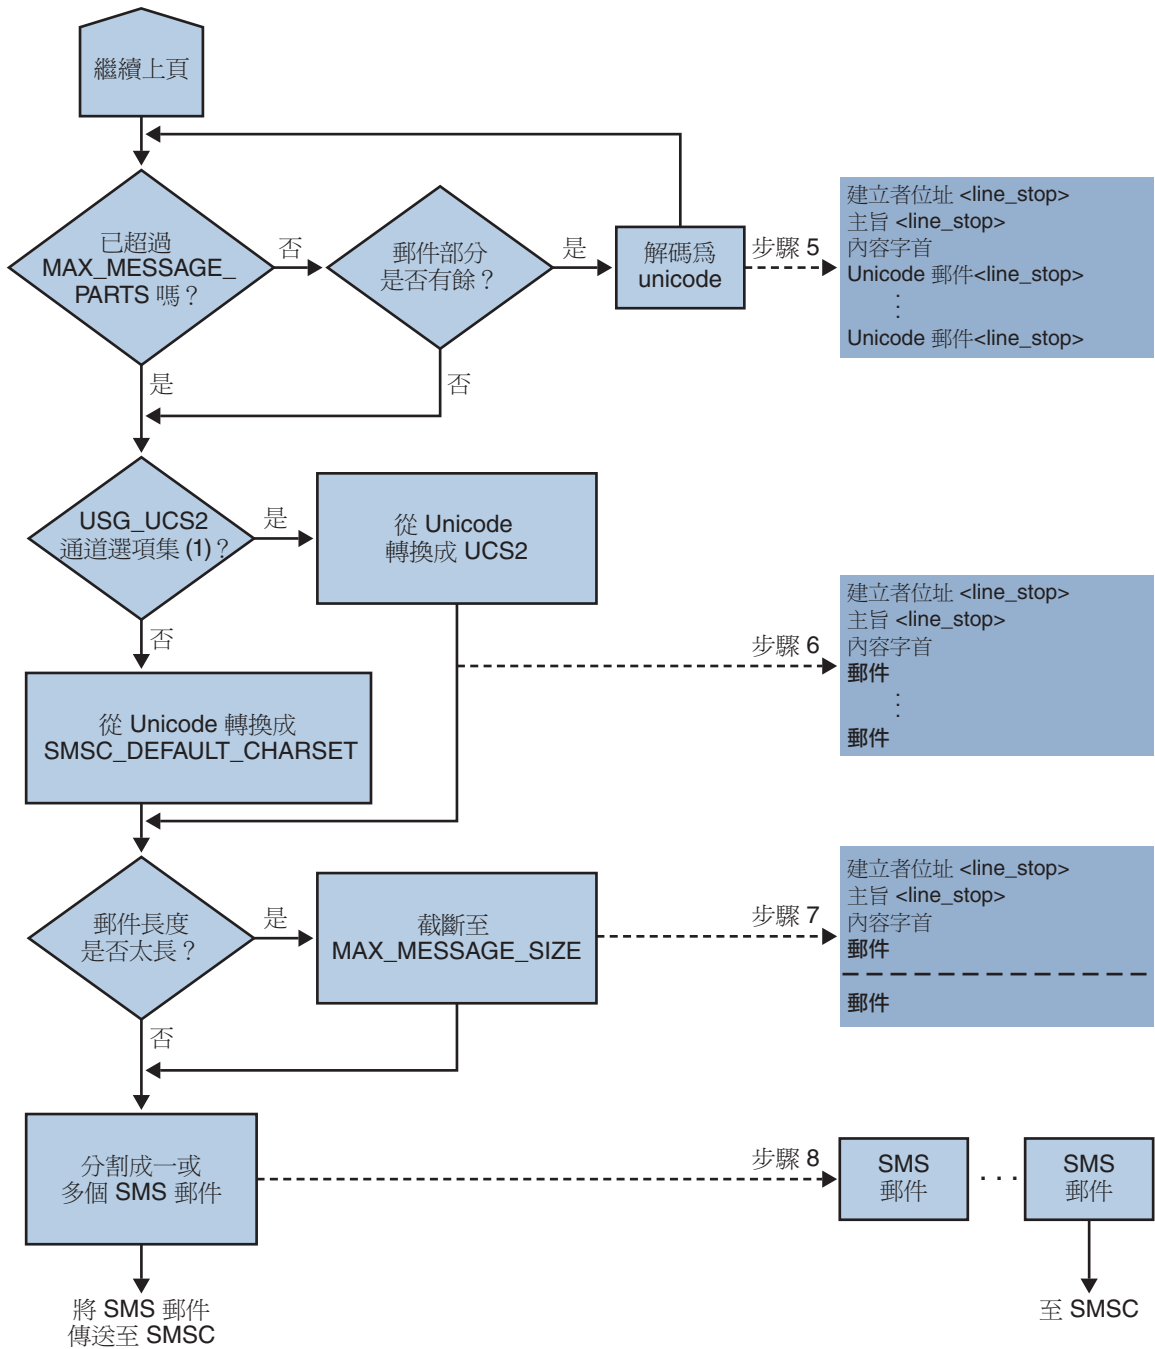 繼續上頁
已超過
MAX_MESSAGE_
PARTS 嗎？
否
郵件部分
是否有餘？
是
解碼為
unicode
步驟 5
建立者位址 <line_stop>
主旨 <line_stop>
內容字首
Unicode 郵件<line_stop>
Unicode 郵件<line_stop>
是
否
USG_UCS2
通道選項集 (1)？
是
從 Unicode
轉換成 UCS2
否
步驟 6
建立者位址 <line_stop>
主旨 <line_stop>
內容字首
郵件
郵件
從 Unicode 轉換成
SMSC_DEFAULT_CHARSET
郵件長度
是否太長？
是
截斷至
MAX_MESSAGE_SIZE
步驟 7
建立者位址 <line_stop>
主旨 <line_stop>
內容字首
郵件
郵件
否
分割成一或
多個 SMS 郵件
步驟 8
SMS
郵件
. . .
SMS
郵件
將 SMS 郵件
傳送至 SMSC
至 SMSC